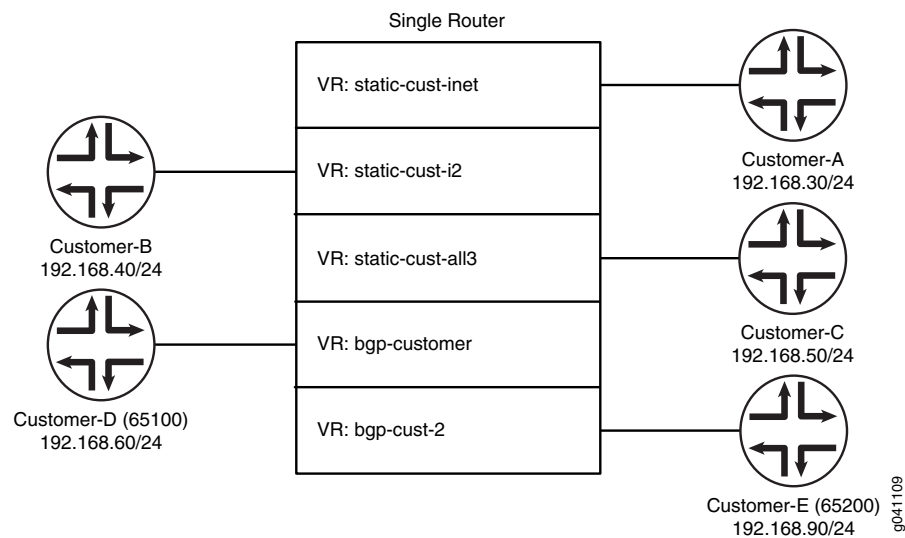 Single Router
VR: static-cust-inet
VR: static-cust-i2
VR: static-cust-all3
VR: bgp-customer
VR: bgp-cust-2
Customer-A
192.168.30/24
Customer-B
192.168.40/24
Customer-C
192.168.50/24
Customer-D (65100)
192.168.60/24
Customer-E (65200)
192.168.90/24
g041109